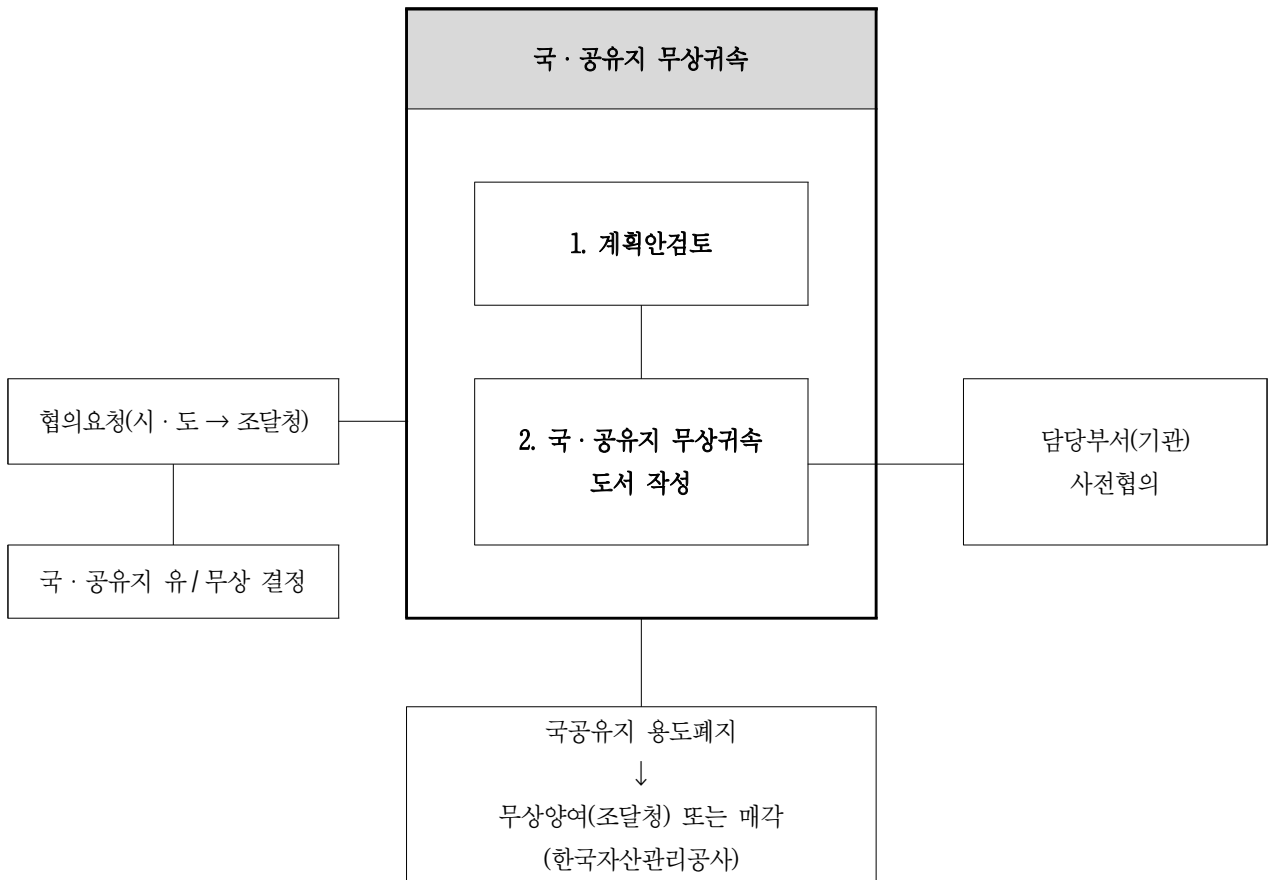 국 · 공유지 무상귀속
1. 계획안검토
협의요청(시 · 도 → 조달청)
2. 국 · 공유지 무상귀속
도서 작성
담당부서(기관)
사전협의
국 · 공유지 유/무상 결정
국공유지 용도폐지
↓
무상양여(조달청) 또는 매각
(한국자산관리공사)